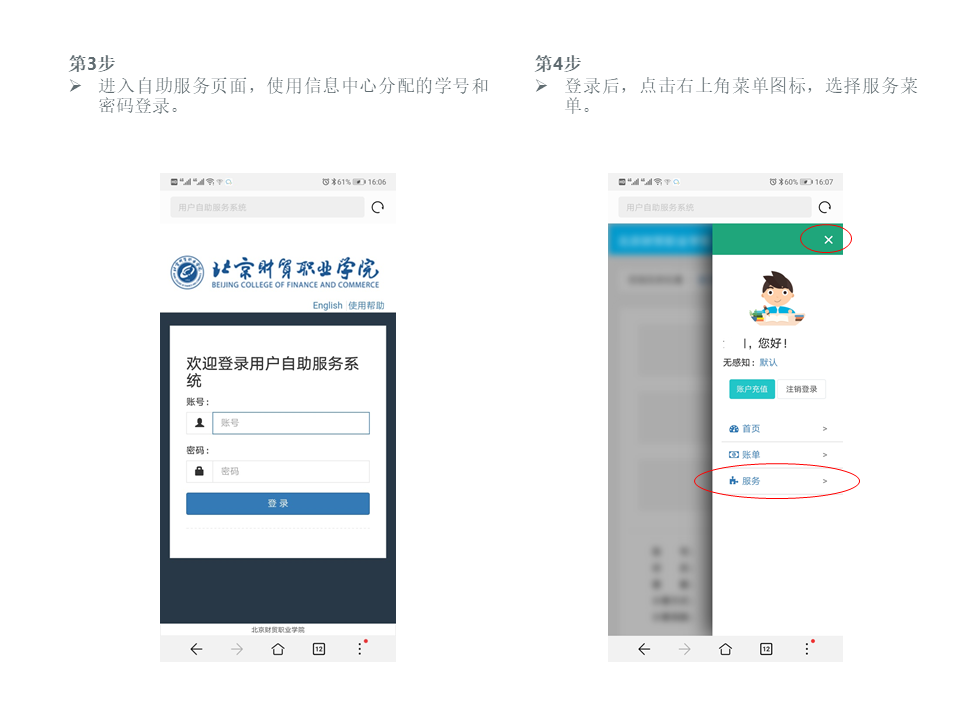 第3步
➢ 进入自助服务页面，使用信息中心分配的学号和
密码登录。
第4步
➢ 登录后，点击右上角菜单图标，选择服务菜
单。
61% 16:06
用户自助服务系统
北京财贸职业学院
BEIJING COLLEGE OF FINANCE AND COMMERCE
English 使用帮助
欢迎登录用户自助服务系
统
账号：
账号
密码：
密码
登 录
北京财贸职业学院
12
60% 16:07
用户自助服务系统
×
，您好！
无感知：默认
账户充值 注销登录
首页 >
账单 >
服务 >
12